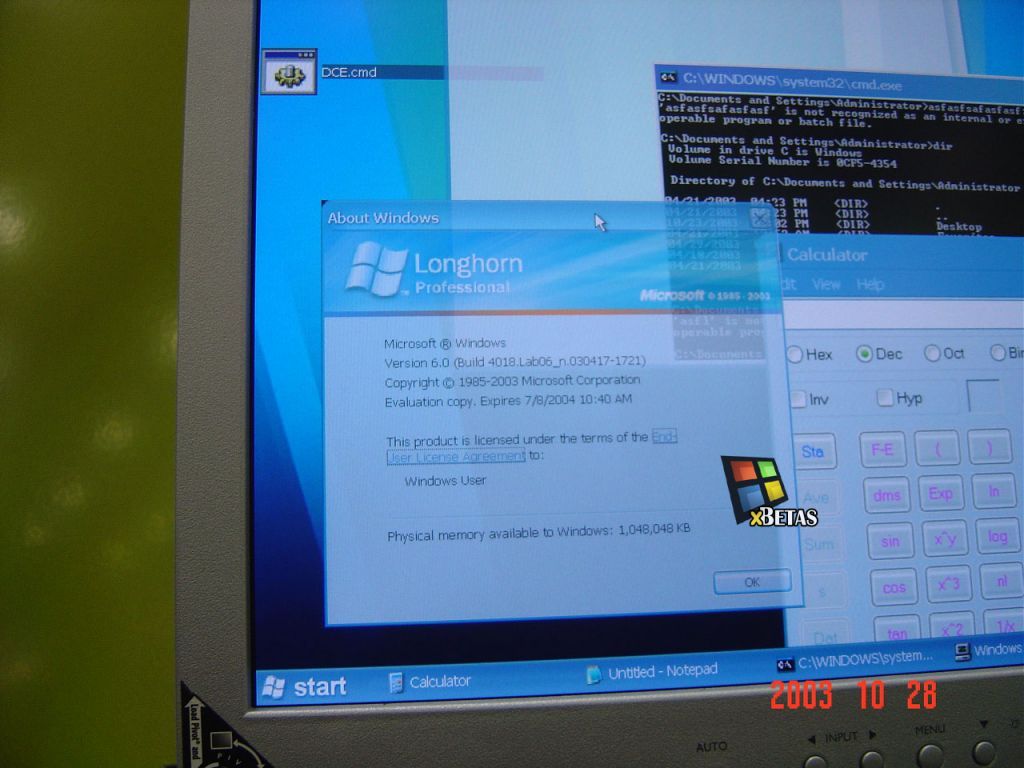 DCE.cmd
C:\WINDOWS\system32\cmd.exe
C:\Documents and Settings\Administrator>asfasfsafasfasf
'asfasfsafasfasf' is not recognized as an internal or
operable program or batch file.
C:\Documents and Settings\Administrator>dir
Volume in drive C is Windows
Volume Serial Number is 0CF5-4354
Directory of C:\Documents and Settings\Administrator
04/21/2003 04:23 PM <DIR> .
04/21/2003 :23 PM <DIR> ..
2 PM <DIR> Desktop
<DIR>
04/21/2003
About Windows
Longhorn
Professional
Microsoft © 1985 - 2003
Microsoft ® Windows
Version 6.0 (Build 4018.Lab06_n.030417-1721)
Copyright © 1985-2003 Microsoft Corporation
Evaluation copy. Expires 7/8/2004 10:40 AM
This product is licensed under the terms of the End-
User License Agreement to:
Windows User
Physical memory available to Windows: 1,048,048 KB
OK
Calculator
View Help
Hex Dec Oct
Inv Hyp
Sta F-E ( )
Ave dms Exp ln
Sum sin x^y log
s cos x^3 n!
Dat tan x^2 1/x
xBETAS
start
Calculator
Untitled - Notepad
C:\WINDOWS\system...
Windows
2003 10 28
AUTO
INPUT
MENU